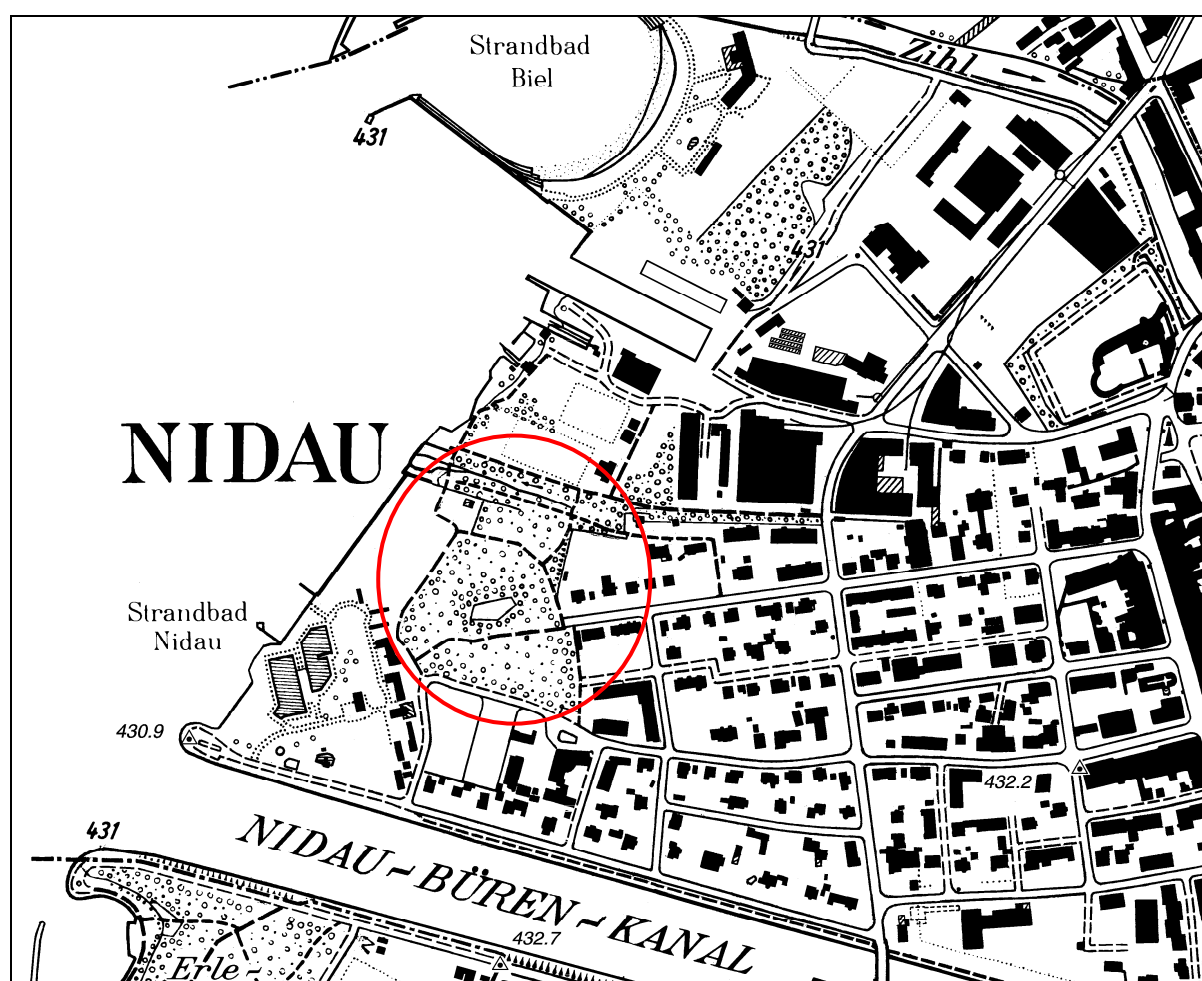 Strandbad
Biel
Zihl
431
431
NIDAU
Strandbad
Nidau
430.9
432.2
431
NIDAU-BÜREN-KANAL
432.7
Erle-